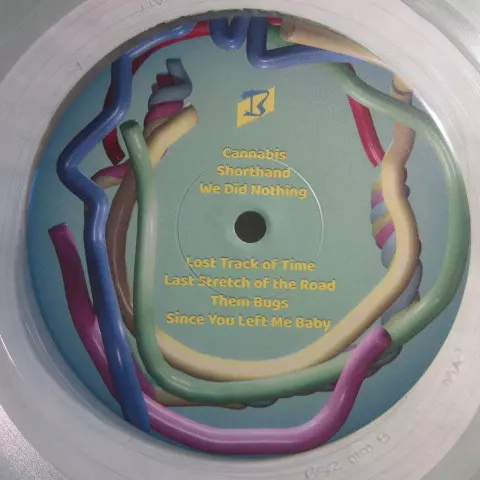 B
Cannabis
Shorthand
We Did Nothing
Lost Track of Time
Last Stretch of the Road
Them Bugs
Since You Left Me Baby